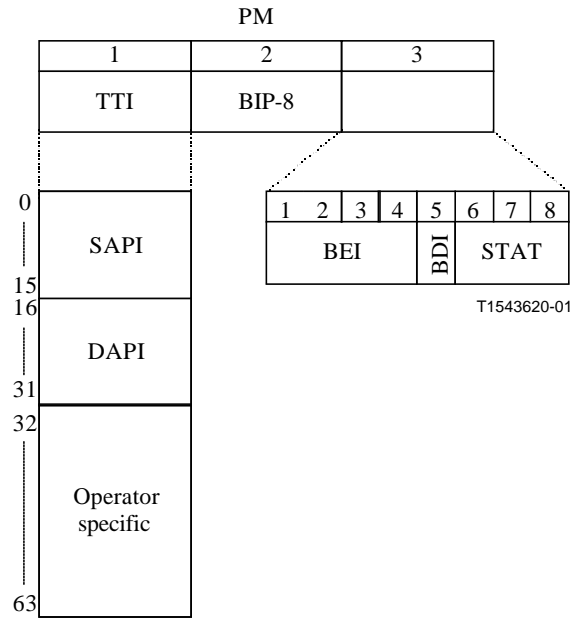 PM
1 2 3
TTI BIP-8
0
SAPI
15
16
DAPI
31
32
Operator
specific
63
1 2 3 4 5 6 7 8
BEI BDI STAT
T1543620-01